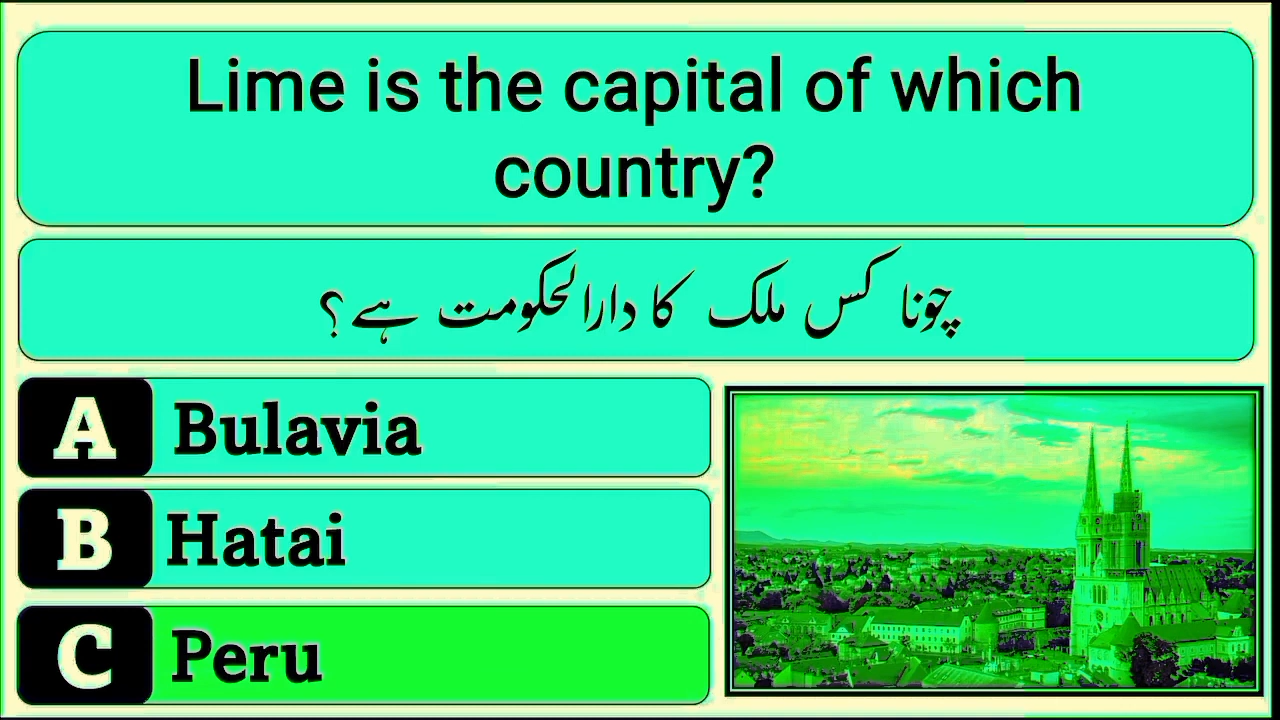 Lime is the capital of which
country?
چونا کس ملک کا دارالحکومت ہے؟
A Bulavia
B Hatai
C Peru